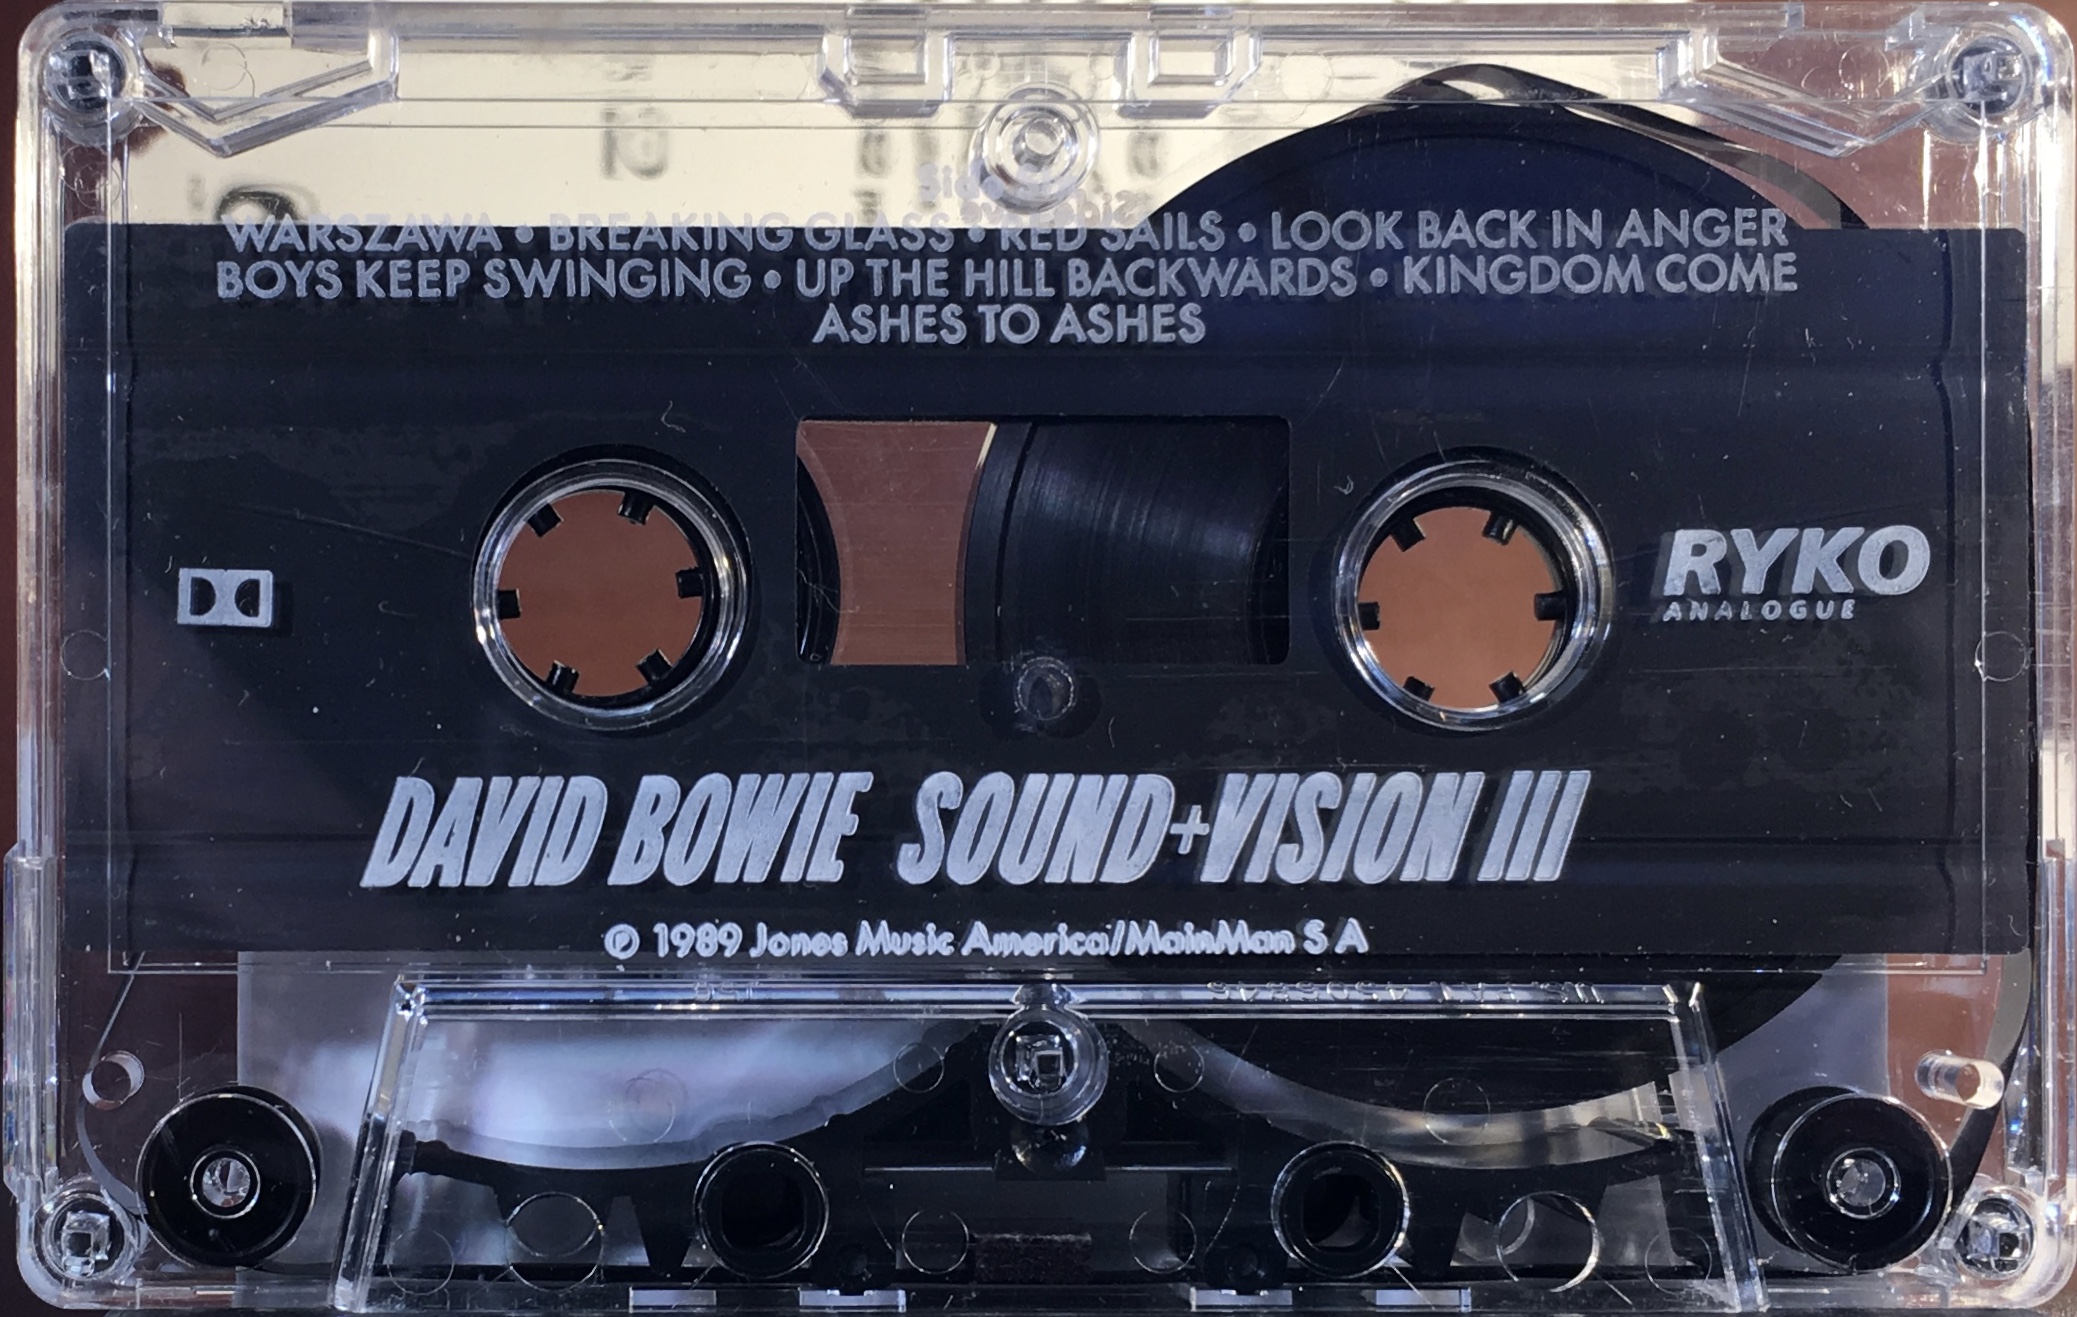 WARSZAWA • BREAKING GLASS • RED SAILS • LOOK BACK IN ANGER
BOYS KEEP SWINGING • UP THE HILL BACKWARDS • KINGDOM COME
ASHES TO ASHES
RYKO
ANALOGUE
DAVID BOWIE SOUND+VISION III
℗ 1989 Jones Music America/MainMan S A